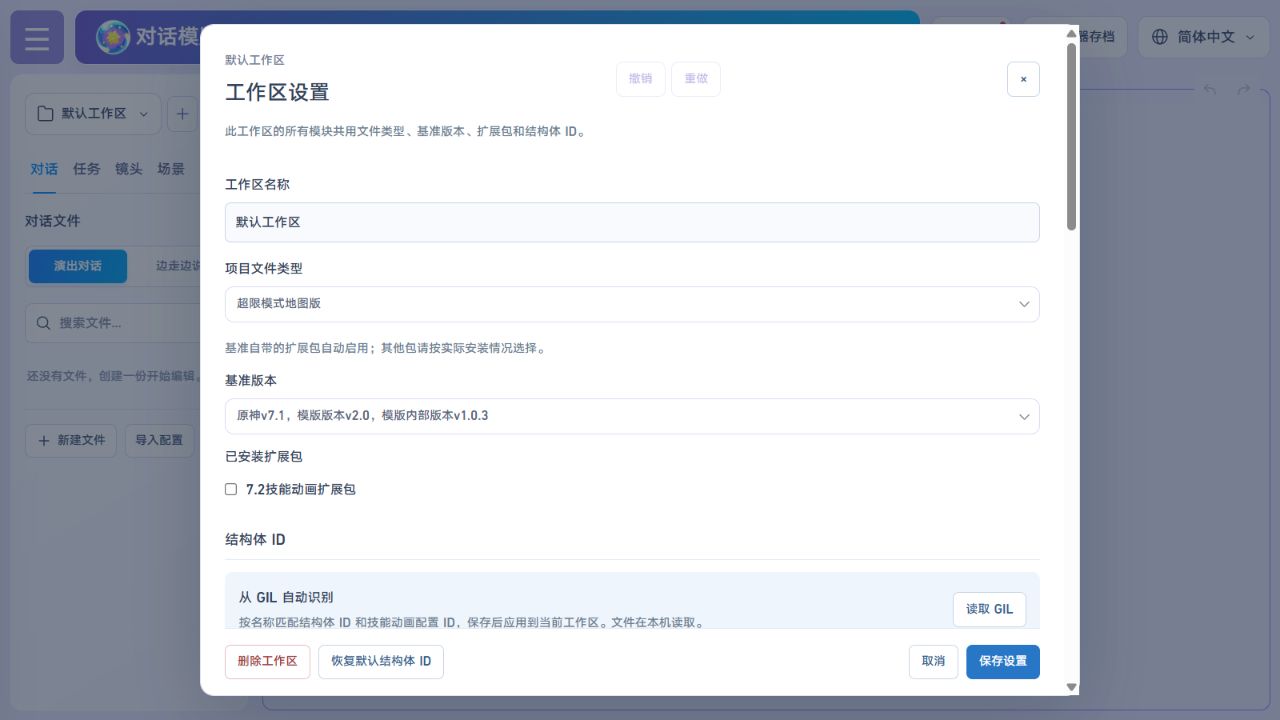 对话模
器存档
简体中文
默认工作区
对话
任务
镜头
场景
对话文件
演出对话
边走边说
搜索文件...
还没有文件，创建一份开始编辑。
新建文件
导入配置
默认工作区
工作区设置
撤销
重做
×
此工作区的所有模块共用文件类型、基准版本、扩展包和结构体 ID。
工作区名称
默认工作区
项目文件类型
超限模式地图版
基准自带的扩展包自动启用；其他包请按实际安装情况选择。
基准版本
原神v7.1，模版版本v2.0，模版内部版本v1.0.3
已安装扩展包
7.2技能动画扩展包
结构体 ID
从 GIL 自动识别
按名称匹配结构体 ID 和技能动画配置 ID，保存后应用到当前工作区。文件在本机读取。
读取 GIL
删除工作区
恢复默认结构体 ID
取消
保存设置